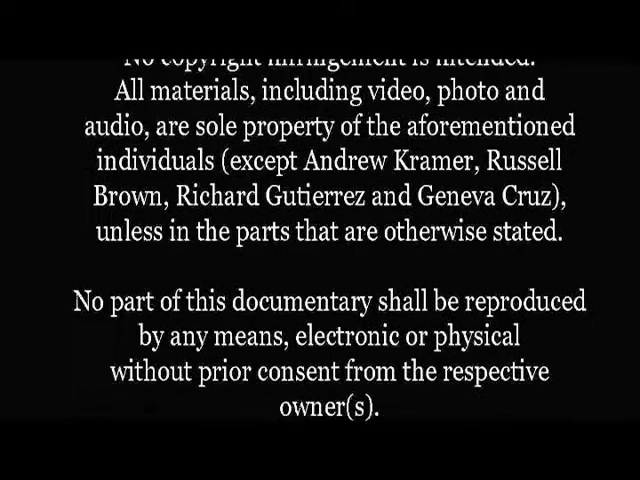 No copyright infringement is intended.
All materials, including video, photo and
audio, are sole property of the aforementioned
individuals (except Andrew Kramer, Russell
Brown, Richard Gutierrez and Geneva Cruz),
unless in the parts that are otherwise stated.
No part of this documentary shall be reproduced
by any means, electronic or physical
without prior consent from the respective
owner(s).